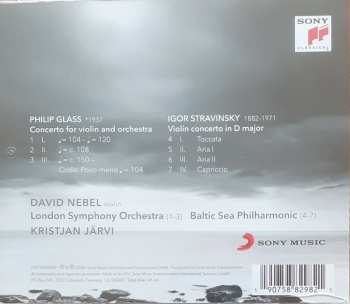 SONY
CLASSICAL
PHILIP GLASS *1937
Concerto for violin and orchestra
1 I. ♩= 104 – ♩= 120
2 II. ♩= c. 108
3 III. ♩= c. 150 –
Coda: Poco meno ♩= 104
IGOR STRAVINSKY 1882-1971
Violin concerto in D major
4 I. Toccata
5 II. Aria I
6 III. Aria II
7 IV. Capriccio
DAVID NEBEL violin
London Symphony Orchestra (1-3) Baltic Sea Philharmonic (4-7)
KRISTJAN JÄRVI
SONY MUSIC
1 90758 82982